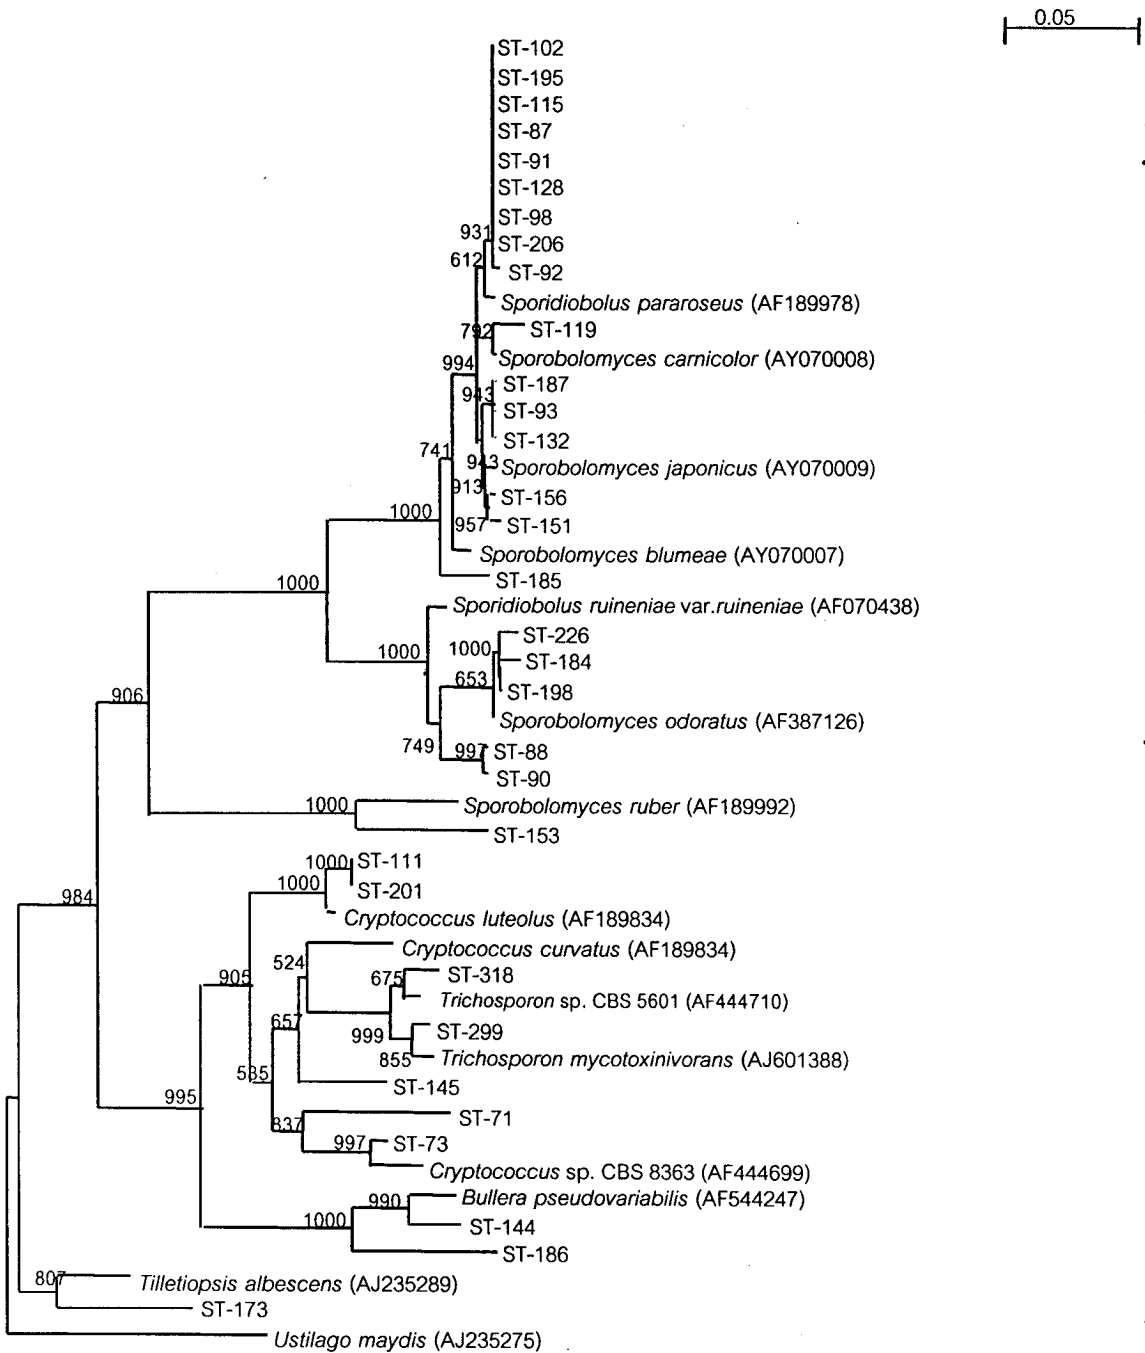 0.05
ST-102
ST-195
ST-115
ST-87
ST-91
ST-128
ST-98
931
ST-206
612
ST-92
Sporidiobolus pararoseus (AF189978)
792
ST-119
Sporobolomyces carnicolor (AY070008)
994
ST-187
943
ST-93
ST-132
741
943
Sporobolomyces japonicus (AY070009)
913
ST-156
1000
957
ST-151
Sporobolomyces blumeae (AY070007)
ST-185
1000
Sporidiobolus ruineniae var.ruineniae (AF070438)
ST-226
1000
1000
ST-184
653
ST-198
906
Sporobolomyces odoratus (AF387126)
749
997
ST-88
ST-90
1000
Sporobolomyces ruber (AF189992)
ST-153
1000
ST-111
1000
ST-201
984
Cryptococcus luteolus (AF189834)
Cryptococcus curvatus (AF189834)
524
905
675
ST-318
Trichosporon sp. CBS 5601 (AF444710)
657
ST-299
999
855
Trichosporon mycotoxinivorans (AJ601388)
535
ST-145
995
837
ST-71
997
ST-73
Cryptococcus sp. CBS 8363 (AF444699)
990
Bullera pseudovariabilis (AF544247)
1000
ST-144
ST-186
807
Tilletiopsis albescens (AJ235289)
ST-173
Ustilago maydis (AJ235275)